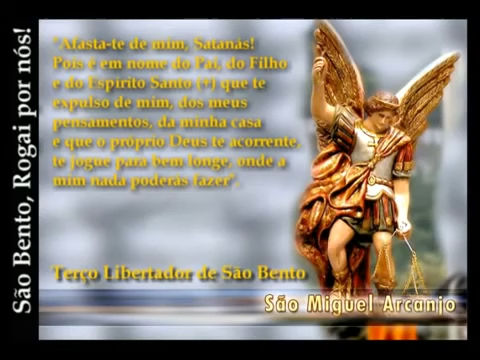 São Bento, Rogai por nós!
"Afasta-te de mim, Satanás!
Pois é em nome do Pai, do Filho
e do Espírito Santo (+) que te
expulso de mim, dos meus
pensamentos, da minha casa
e que o próprio Deus te acorrente,
te jogue para bem longe, onde a
mim nada poderás fazer".
Terço Libertador de São Bento
São Miguel Arcanjo